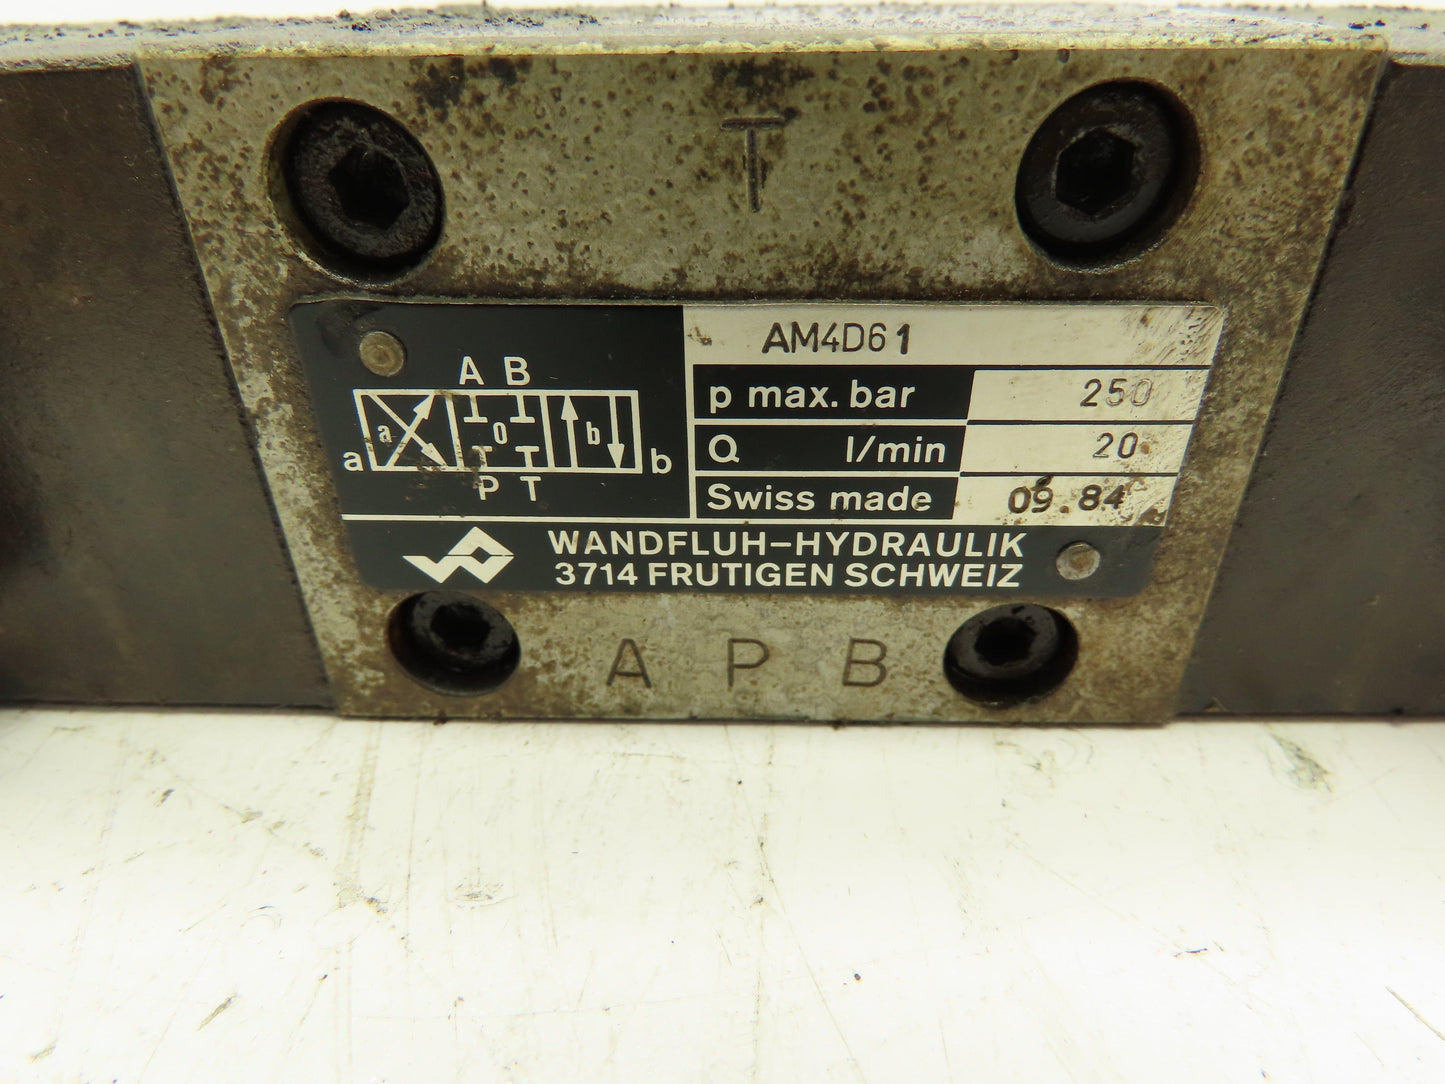 T
AM4D61
A B
p max. bar 250
a a 0 b b
Q l/min 20
P T
Swiss made 09.84
WANDFLUH-HYDRAULIK
3714 FRUTIGEN SCHWEIZ
A P B